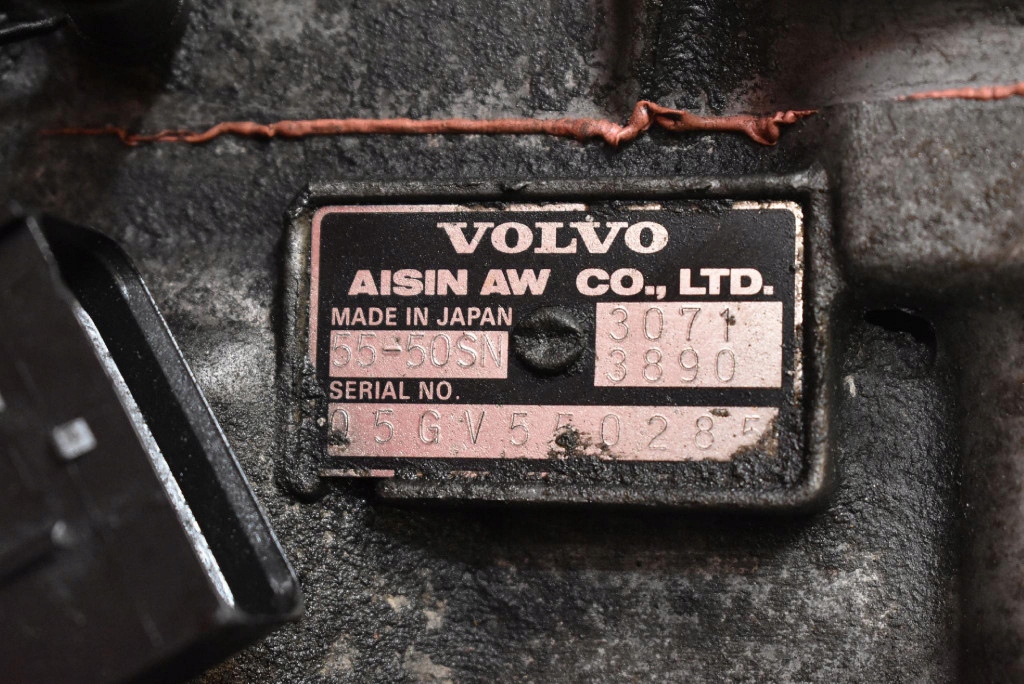 VOLVO
AISIN AW CO., LTD.
MADE IN JAPAN
55-50SN
3071
3890
SERIAL NO.
05GV550285